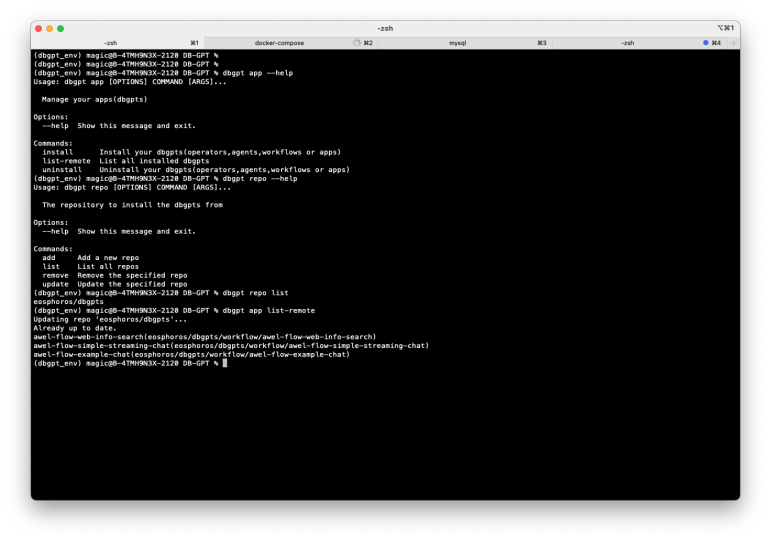 -zsh
⌥⌘1
-zsh ⌘1 docker-compose ⌘2 mysql ⌘3 -zsh ⌘4
(dbgpt_env) magic@B-4TMH9N3X-2120 DB-GPT %
(dbgpt_env) magic@B-4TMH9N3X-2120 DB-GPT %
(dbgpt_env) magic@B-4TMH9N3X-2120 DB-GPT % dbgpt app --help
Usage: dbgpt app [OPTIONS] COMMAND [ARGS]...
Manage your apps(dbgpts)
Options:
--help  Show this message and exit.
Commands:
install      Install your dbgpts(operators,agents,workflows or apps)
list-remote  List all installed dbgpts
uninstall    Uninstall your dbgpts(operators,agents,workflows or apps)
(dbgpt_env) magic@B-4TMH9N3X-2120 DB-GPT % dbgpt repo --help
Usage: dbgpt repo [OPTIONS] COMMAND [ARGS]...
The repository to install the dbgpts from
Options:
--help  Show this message and exit.
Commands:
add     Add a new repo
list    List all repos
remove  Remove the specified repo
update  Update the specified repo
(dbgpt_env) magic@B-4TMH9N3X-2120 DB-GPT % dbgpt repo list
eosphoros/dbgpts
(dbgpt_env) magic@B-4TMH9N3X-2120 DB-GPT % dbgpt app list-remote
Updating repo 'eosphoros/dbgpts'...
Already up to date.
awel-flow-web-info-search(eosphoros/dbgpts/workflow/awel-flow-web-info-search)
awel-flow-simple-streaming-chat(eosphoros/dbgpts/workflow/awel-flow-simple-streaming-chat)
awel-flow-example-chat(eosphoros/dbgpts/workflow/awel-flow-example-chat)
(dbgpt_env) magic@B-4TMH9N3X-2120 DB-GPT %